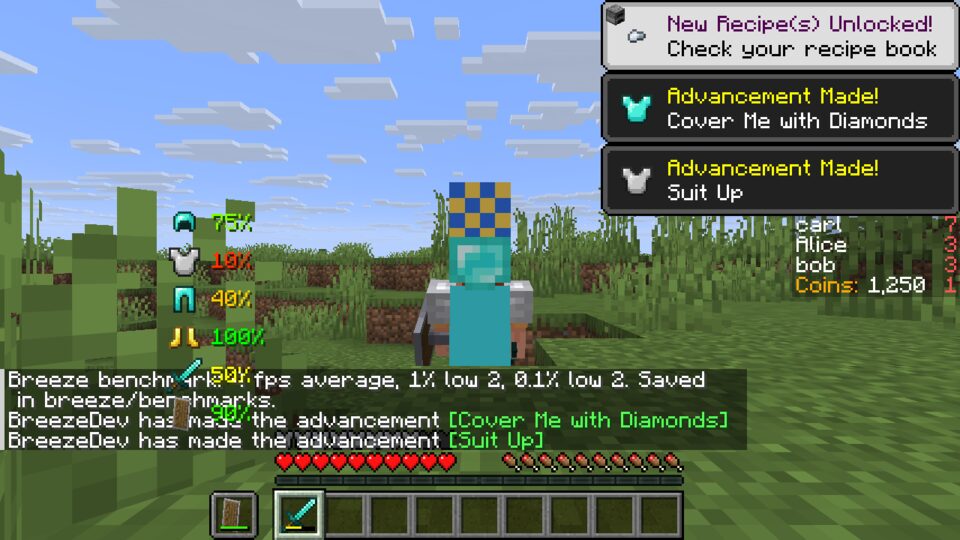 New Recipe(s) Unlocked!
Check your recipe book
Advancement Made!
Cover Me with Diamonds
Advancement Made!
Suit Up
carl 7
Alice 3
bob 3
Coins: 1,250 1
75%
10%
40%
100%
50%
90%
Breeze benchmark: fps average, 1% low 2, 0.1% low 2. Saved
in breeze/benchmarks.
BreezeDev has made the advancement [Cover Me with Diamonds]
BreezeDev has made the advancement [Suit Up]